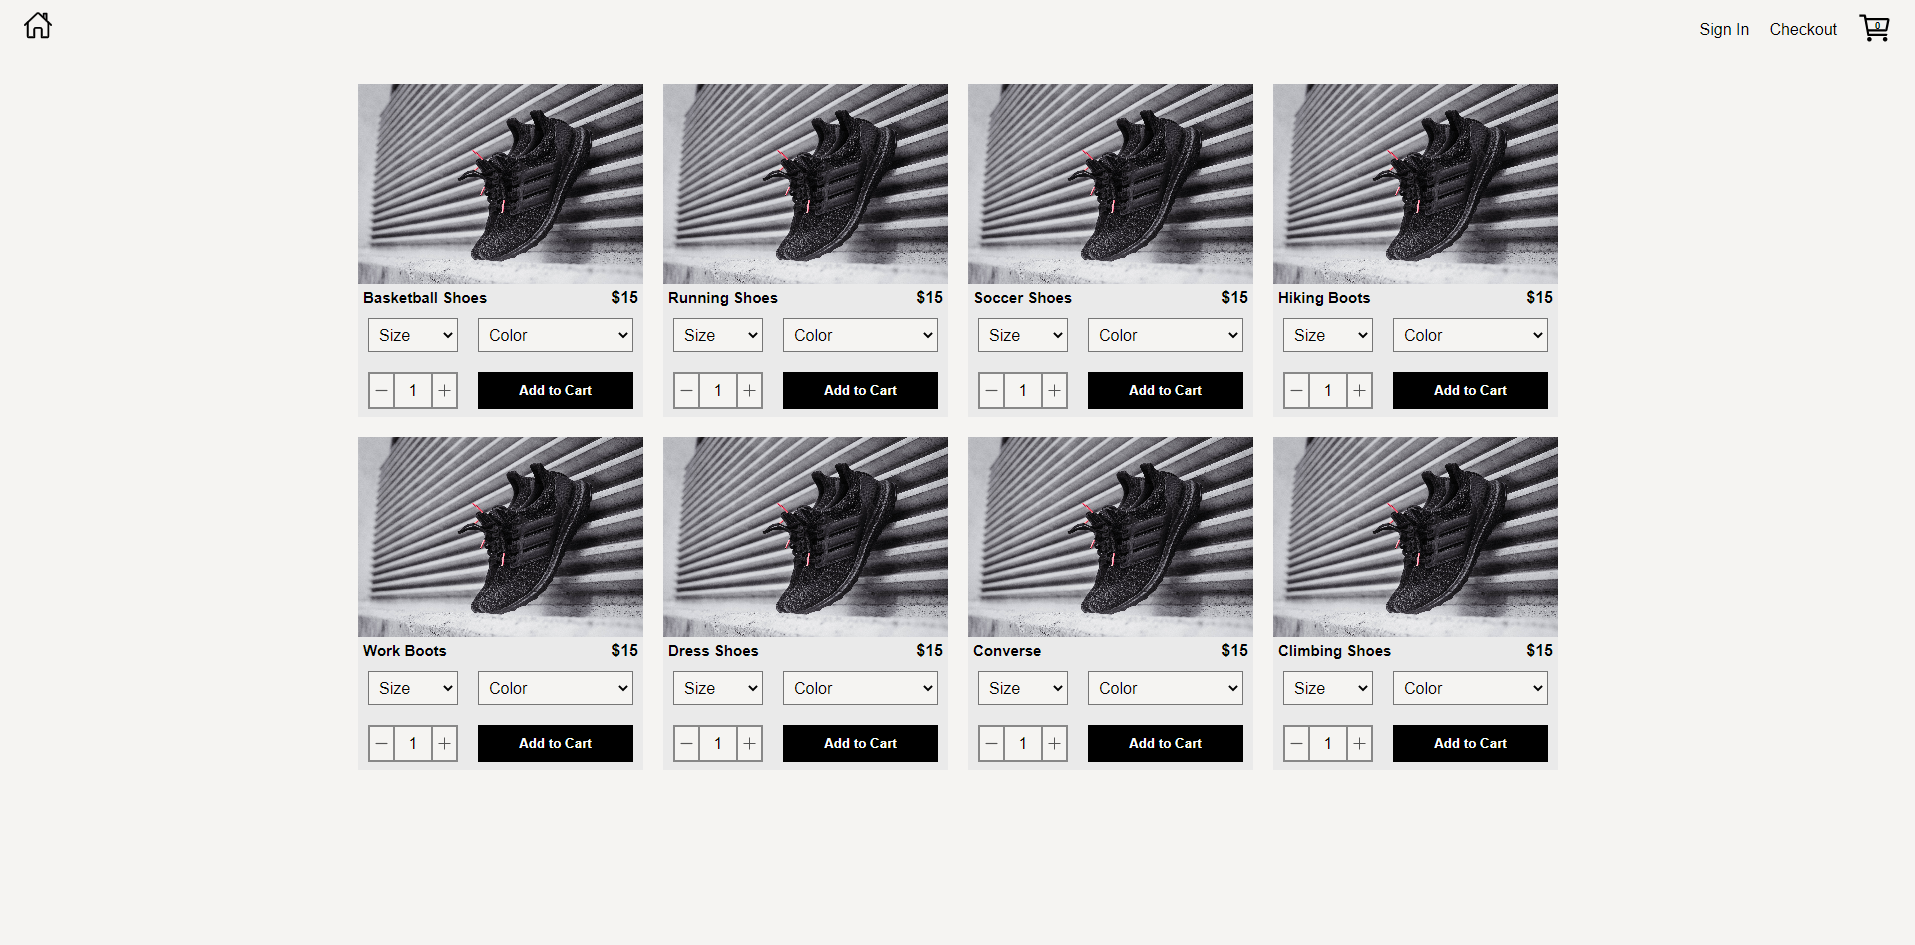 Sign In Checkout 0
Basketball Shoes $15 Running Shoes $15 Soccer Shoes $15 Hiking Boots $15
Size Color Size Color Size Color Size Color
1 Add to Cart 1 Add to Cart 1 Add to Cart 1 Add to Cart
Work Boots $15 Dress Shoes $15 Converse $15 Climbing Shoes $15
Size Color Size Color Size Color Size Color
1 Add to Cart 1 Add to Cart 1 Add to Cart 1 Add to Cart